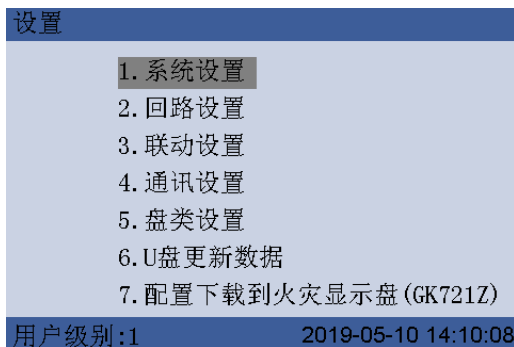 设置
1.系统设置
2.回路设置
3.联动设置
4.通讯设置
5.盘类设置
6.U盘更新数据
7.配置下载到火灾显示盘(GK721Z)
用户级别:1 2019-05-10 14:10:08